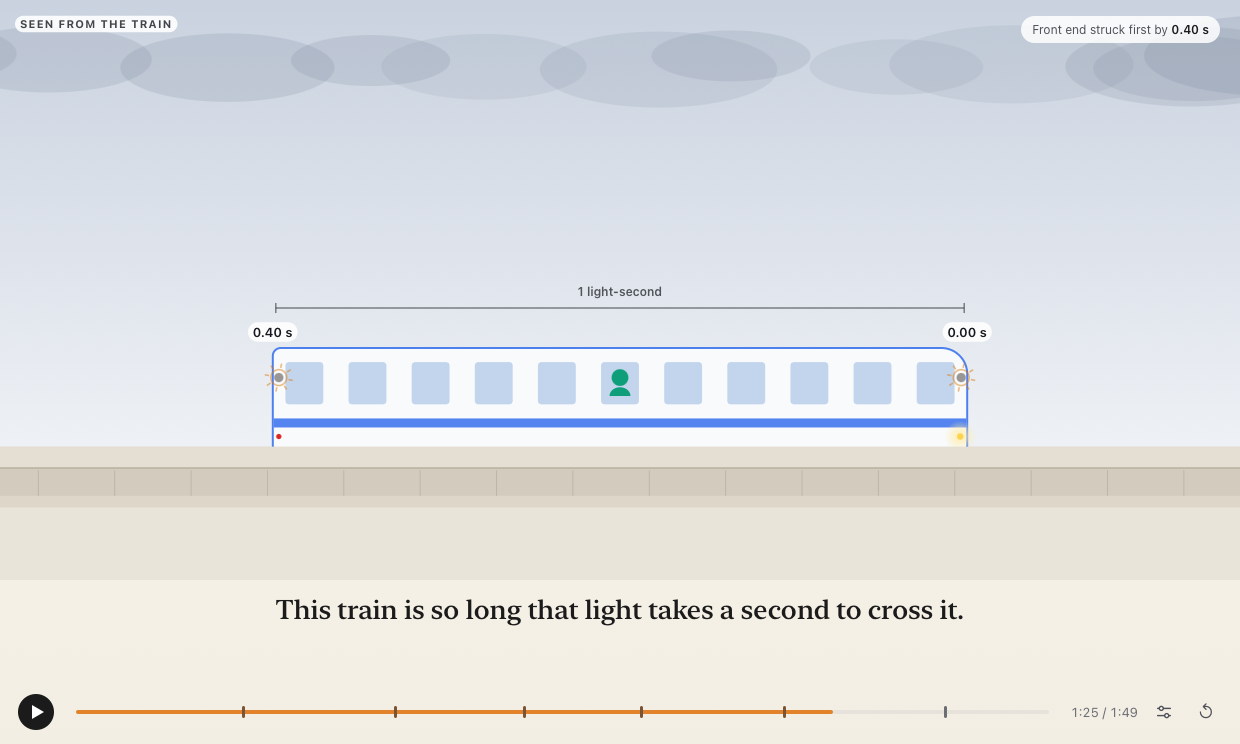 SEEN FROM THE TRAIN
Front end struck first by 0.40 s
1 light-second
0.40 s
0.00 s
This train is so long that light takes a second to cross it.
1:25 / 1:49